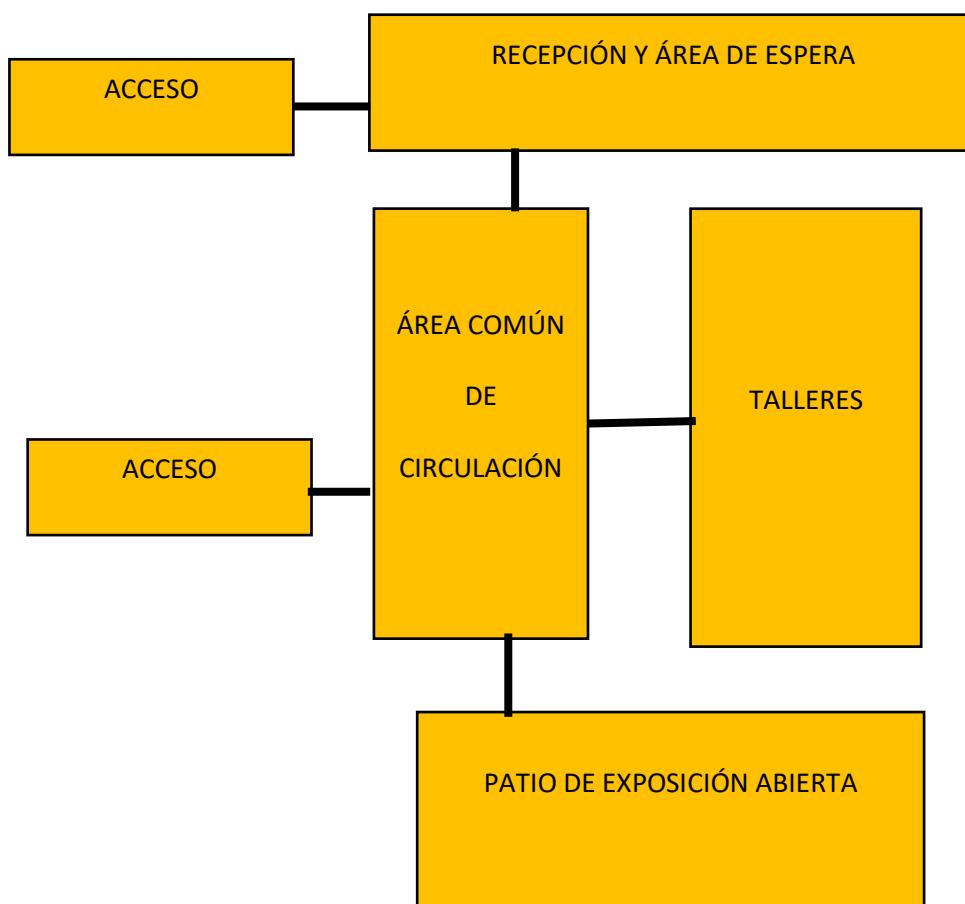 RECEPCIÓN Y ÁREA DE ESPERA
ACCESO
ÁREA COMÚN
DE
CIRCULACIÓN
TALLERES
ACCESO
PATIO DE EXPOSICIÓN ABIERTA